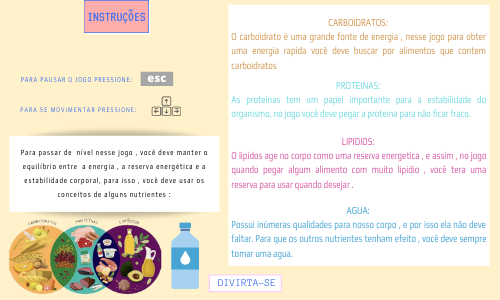 INSTRUÇÕES
PARA PAUSAR O JOGO PRESSIONE:
esc
PARA SE MOVIMENTAR PRESSIONE:
Para passar de nível nesse jogo , você deve manter o
equilíbrio entre a energia , a reserva energética e a
estabilidade corporal, para isso , você deve usar os
conceitos de alguns nutrientes :
CARBOIDRATOS
PROTEÍNAS
LIPÍDIOS
CARBOIDRATOS:
O carboidrato é uma grande fonte de energia , nesse jogo para obter
uma energia rapida você deve buscar por alimentos que contem
carboidratos
PROTEINAS:
As proteinas tem um papel importante para a estabilidade do
organismo, no jogo você deve pegar a proteina para não ficar fraco.
LIPIDIOS:
O lipidos age no corpo como uma reserva energetica , e assim , no jogo
quando pegar algum alimento com muito lipidio , você tera uma
reserva para usar quando desejar .
AGUA:
Possui inúmeras qualidades para nosso corpo , e por isso ela não deve
faltar. Para que os outros nutrientes tenham efeito , você deve sempre
tomar uma agua.
DIVIRTA-SE